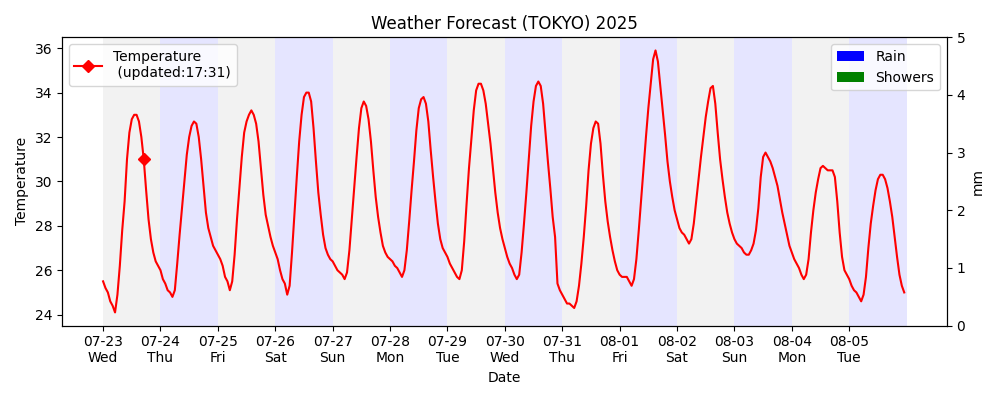 Weather Forecast (TOKYO) 2025
Temperature
(updated:17:31)
Rain
Showers
Temperature
36
34
32
30
28
26
24
5
4
3
2
1
0
mm
07-23 07-24 07-25 07-26 07-27 07-28 07-29 07-30 07-31 08-01 08-02 08-03 08-04 08-05
Wed Thu Fri Sat Sun Mon Tue Wed Thu Fri Sat Sun Mon Tue
Date